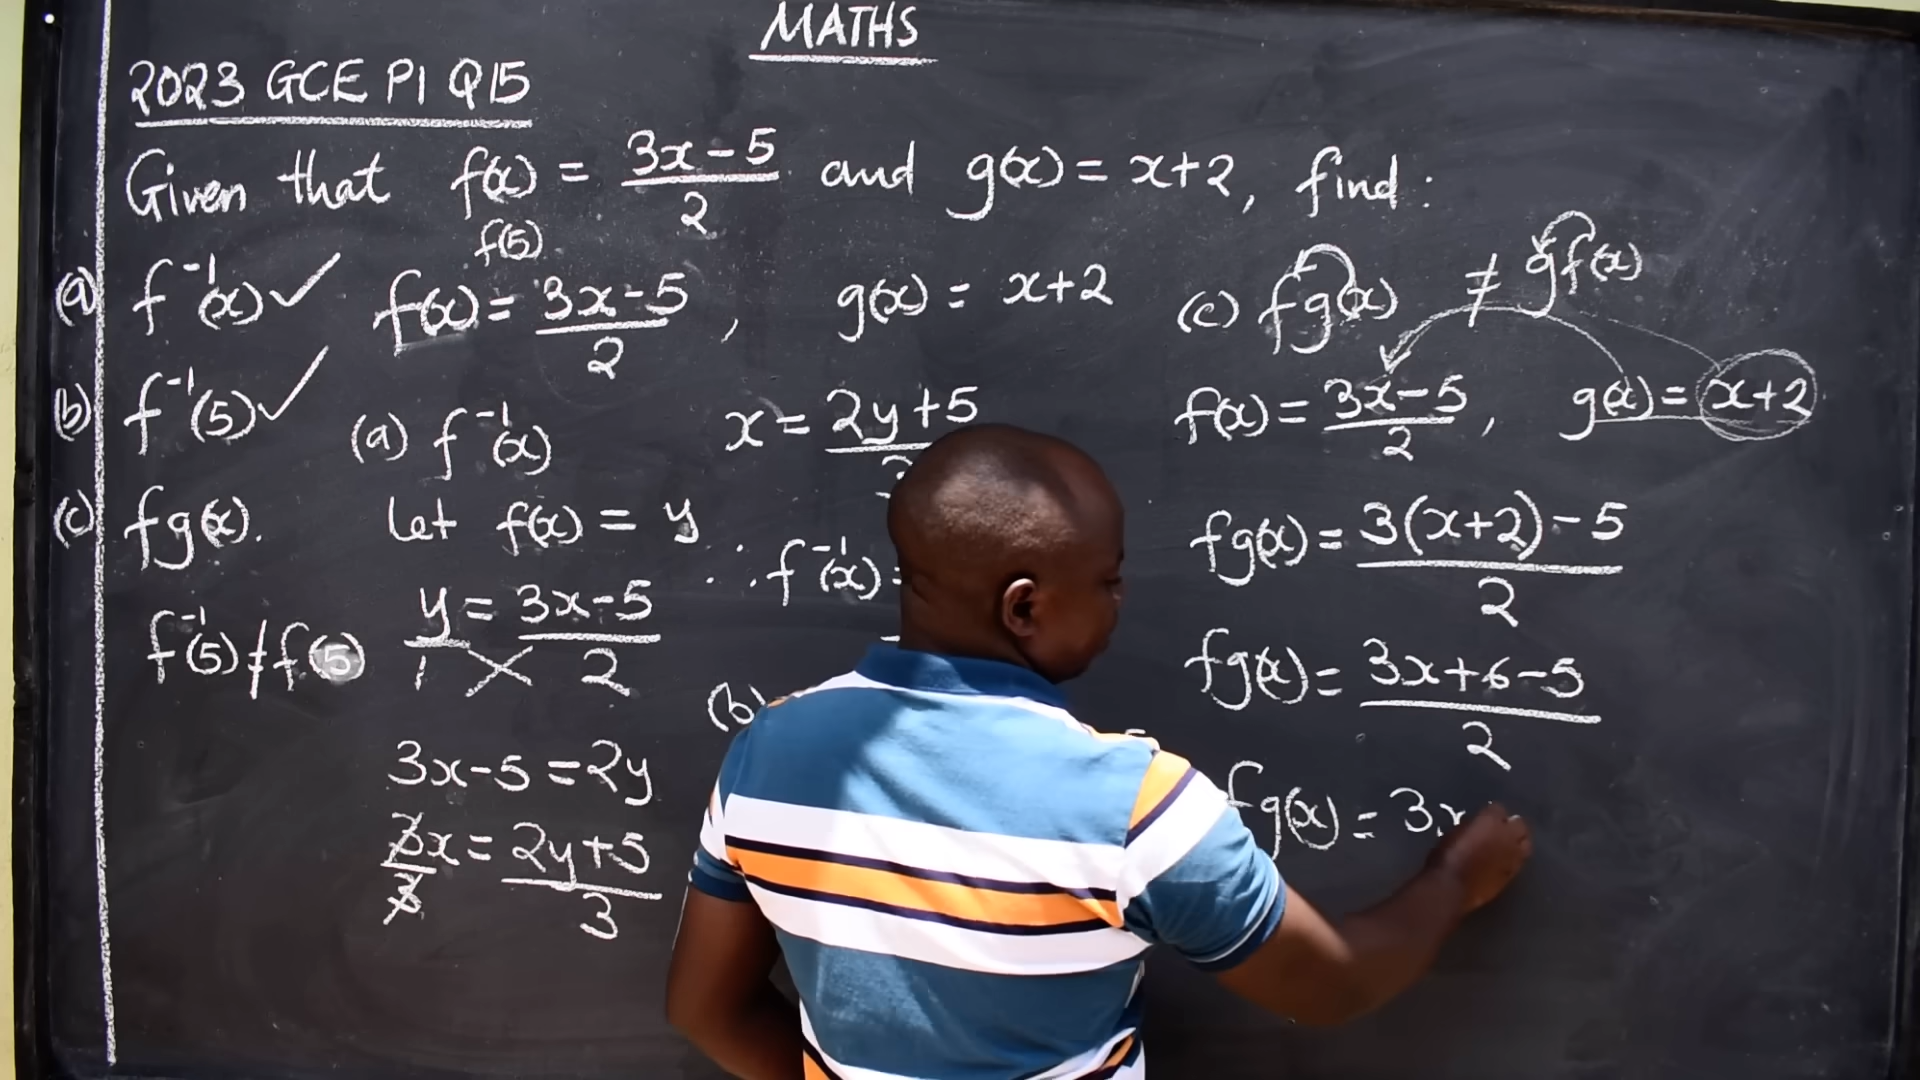 MATHS
2023 GCE P1 Q15
Given that f(x) = 3x-5/2 and g(x) = x+2, find:
f(5)
(a) f⁻¹(x) ✓
(b) f⁻¹(5) ✓
(c) fg(x).
f⁻¹(5) ≠ f(5)
f(x) = 3x-5/2 , g(x) = x+2
(a) f⁻¹(x)
let f(x) = y
y/1 = 3x-5/2
3x-5 = 2y
3x/3 = 2y+5/3
x = 2y+5
∴ f⁻¹(x) =
(b)
(c) fg(x) ≠ gf(x)
f(x) = 3x-5/2 , g(x) = x+2
fg(x) = 3(x+2)-5/2
fg(x) = 3x+6-5/2
fg(x) = 3x